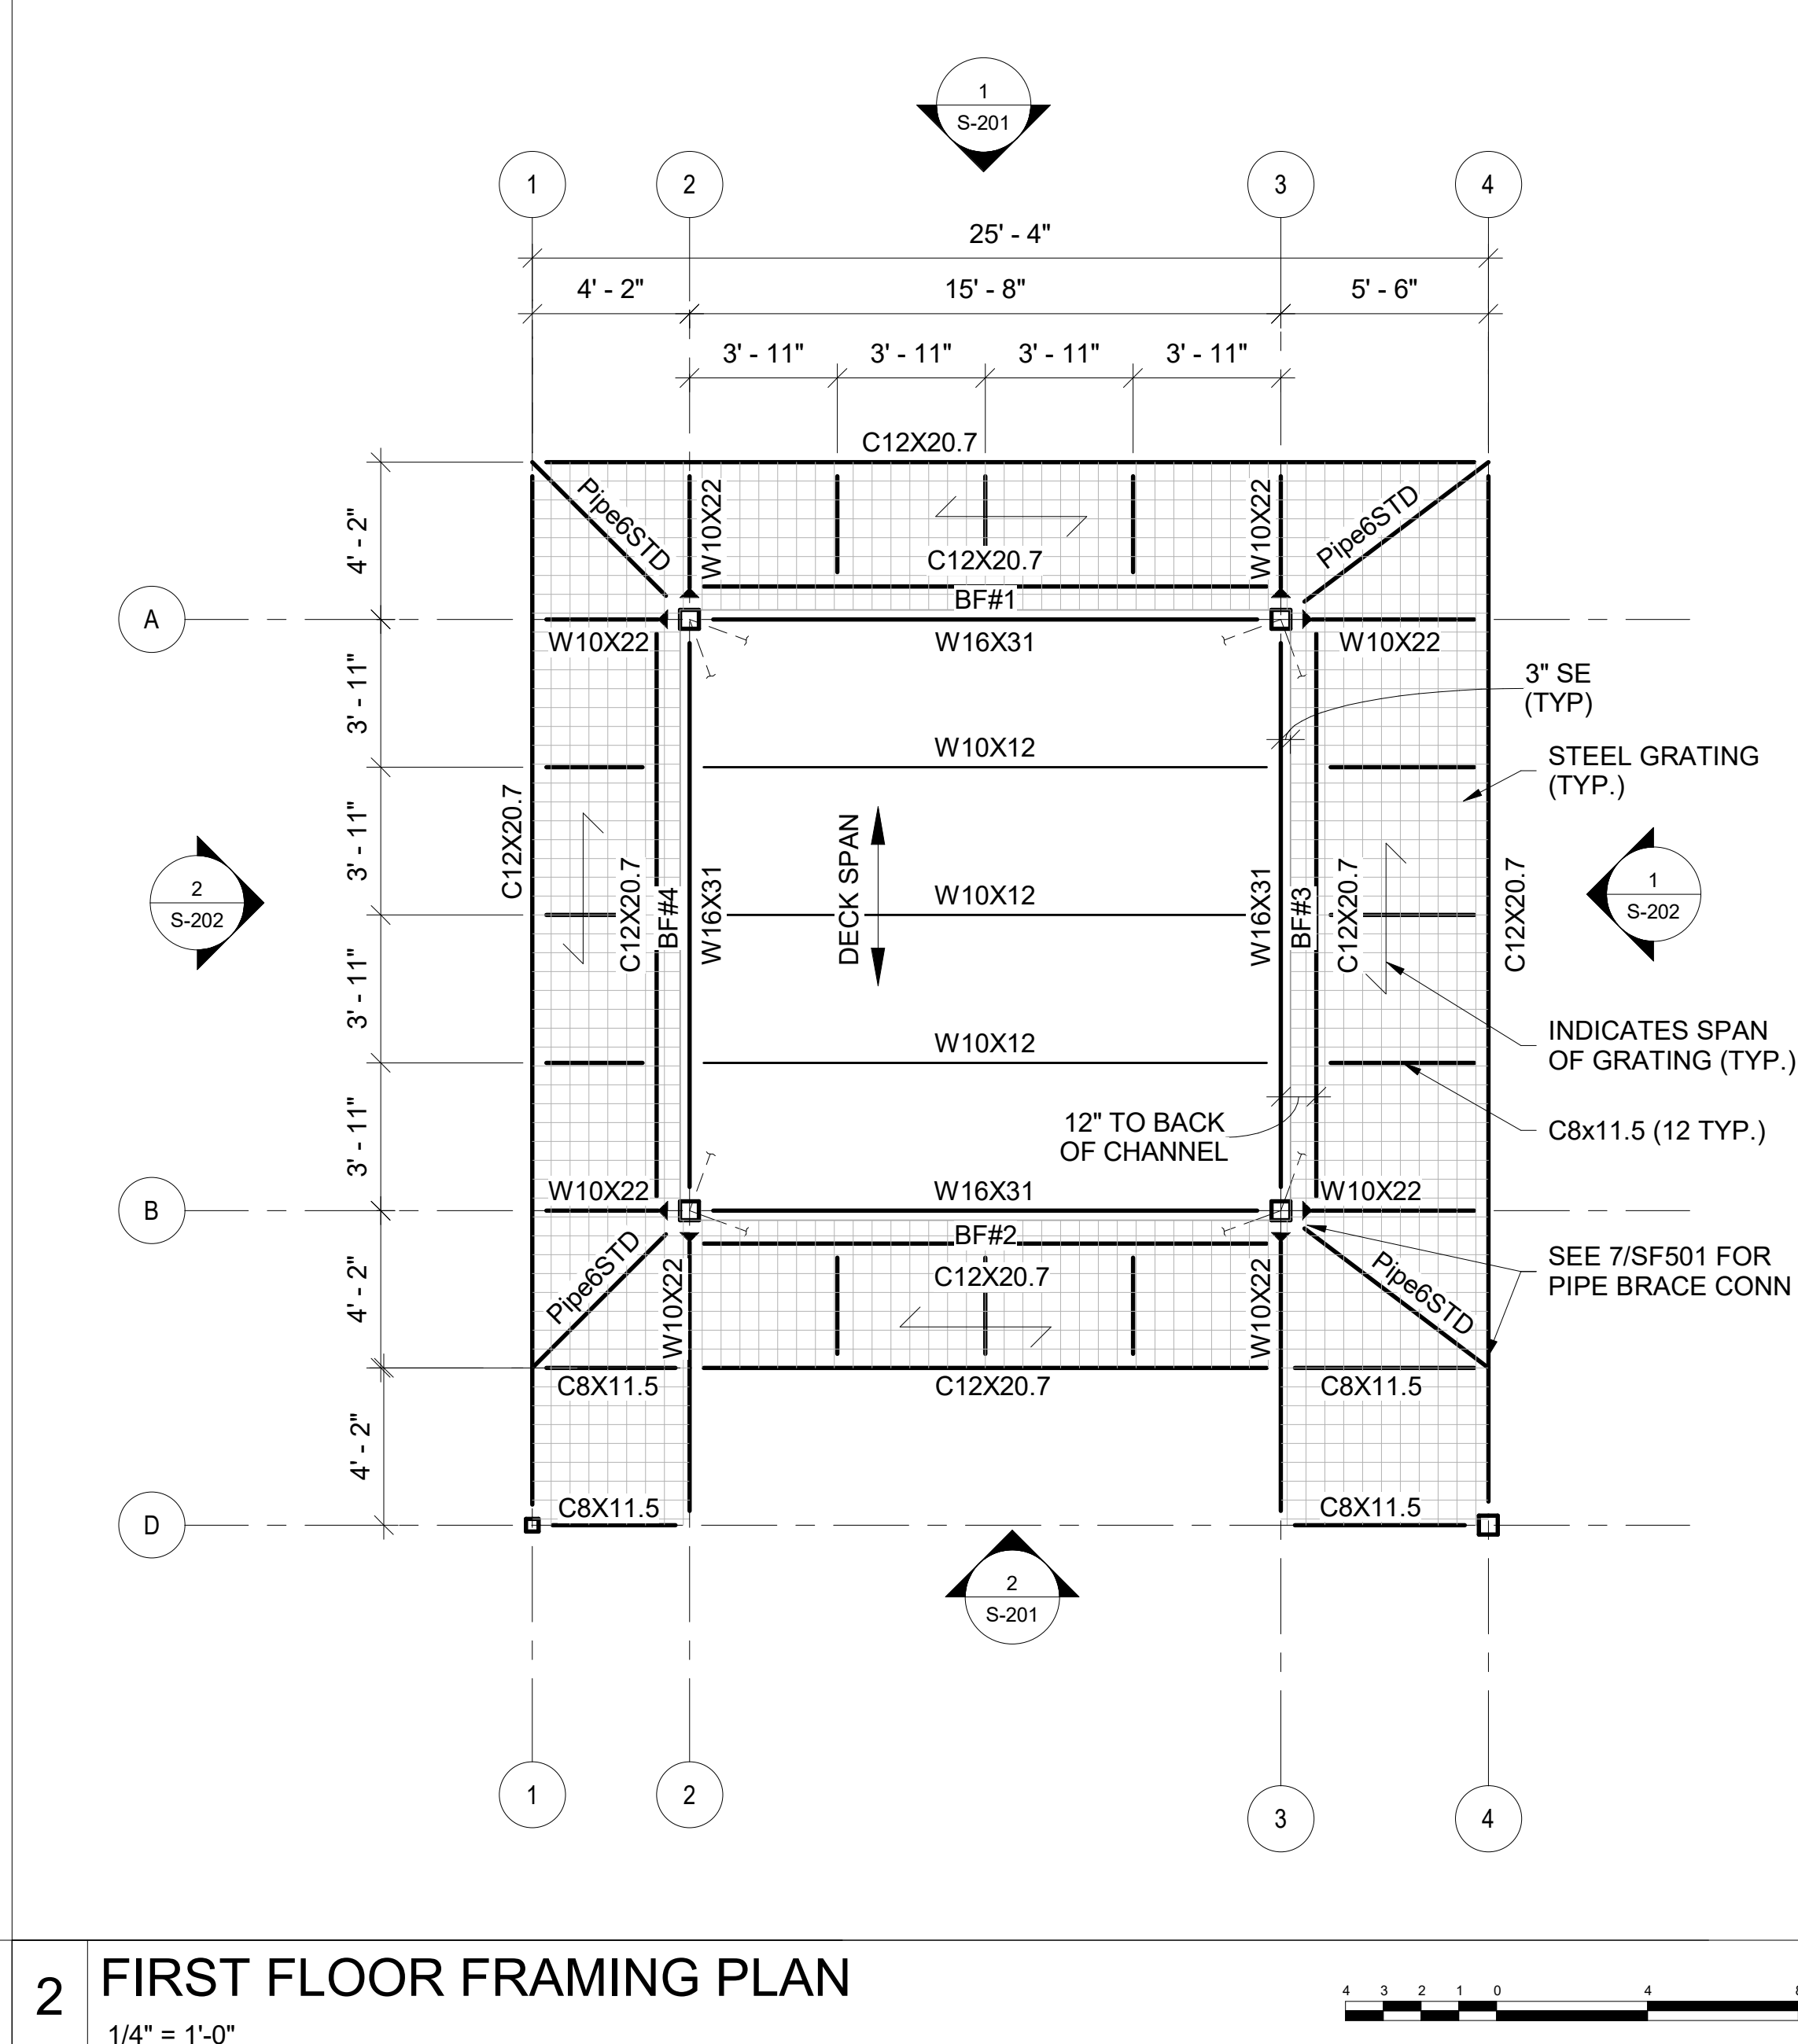 1
S-201
1
2
3
4
25' - 4"
4' - 2"
15' - 8"
5' - 6"
3' - 11"
3' - 11"
3' - 11"
3' - 11"
C12X20.7
4' - 2"
Pipe6STD
W10X22
C12X20.7
W10X22
Pipe6STD
BF#1
A
W10X22
W16X31
W10X22
3' - 11"
3" SE
(TYP)
W10X12
STEEL GRATING
(TYP.)
3' - 11"
C12X20.7
2
S-202
C12X20.7
BF#4
W16X31
DECK SPAN
W10X12
W16X31
BF#3
C12X20.7
C12X20.7
1
S-202
3' - 11"
W10X12
INDICATES SPAN
OF GRATING (TYP.)
3' - 11"
12" TO BACK
OF CHANNEL
C8x11.5 (12 TYP.)
B
W10X22
W16X31
W10X22
BF#2
4' - 2"
Pipe6STD
W10X22
C12X20.7
W10X22
Pipe6STD
SEE 7/SF501 FOR
PIPE BRACE CONN
C8X11.5
C12X20.7
C8X11.5
4' - 2"
C8X11.5
C8X11.5
D
2
S-201
1
2
3
4
2
FIRST FLOOR FRAMING PLAN
1/4" = 1'-0"
4 3 2 1 0 4 8